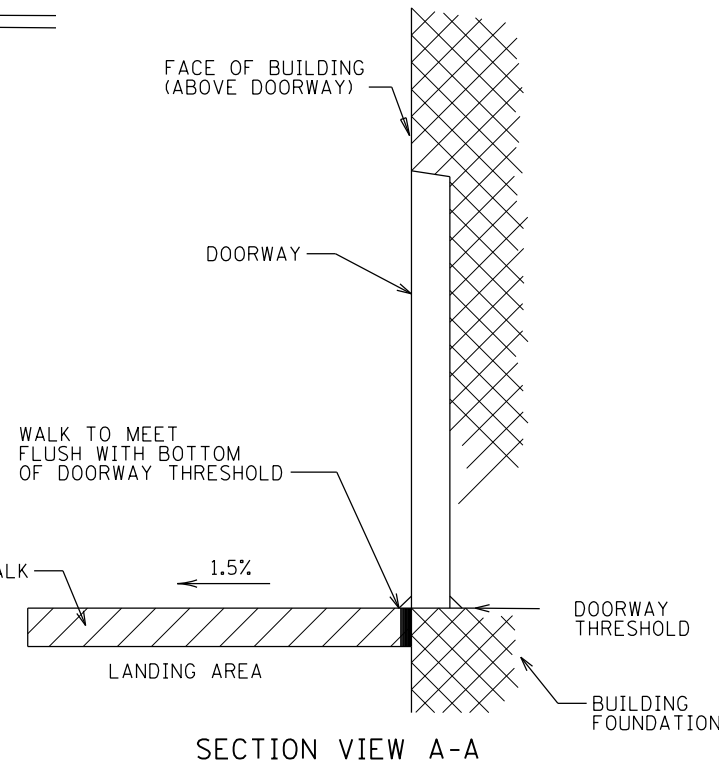 FACE OF BUILDING
(ABOVE DOORWAY)
DOORWAY
WALK TO MEET
FLUSH WITH BOTTOM
OF DOORWAY THRESHOLD
1.5%
DOORWAY
THRESHOLD
LANDING AREA
BUILDING
FOUNDATION
SECTION VIEW A-A